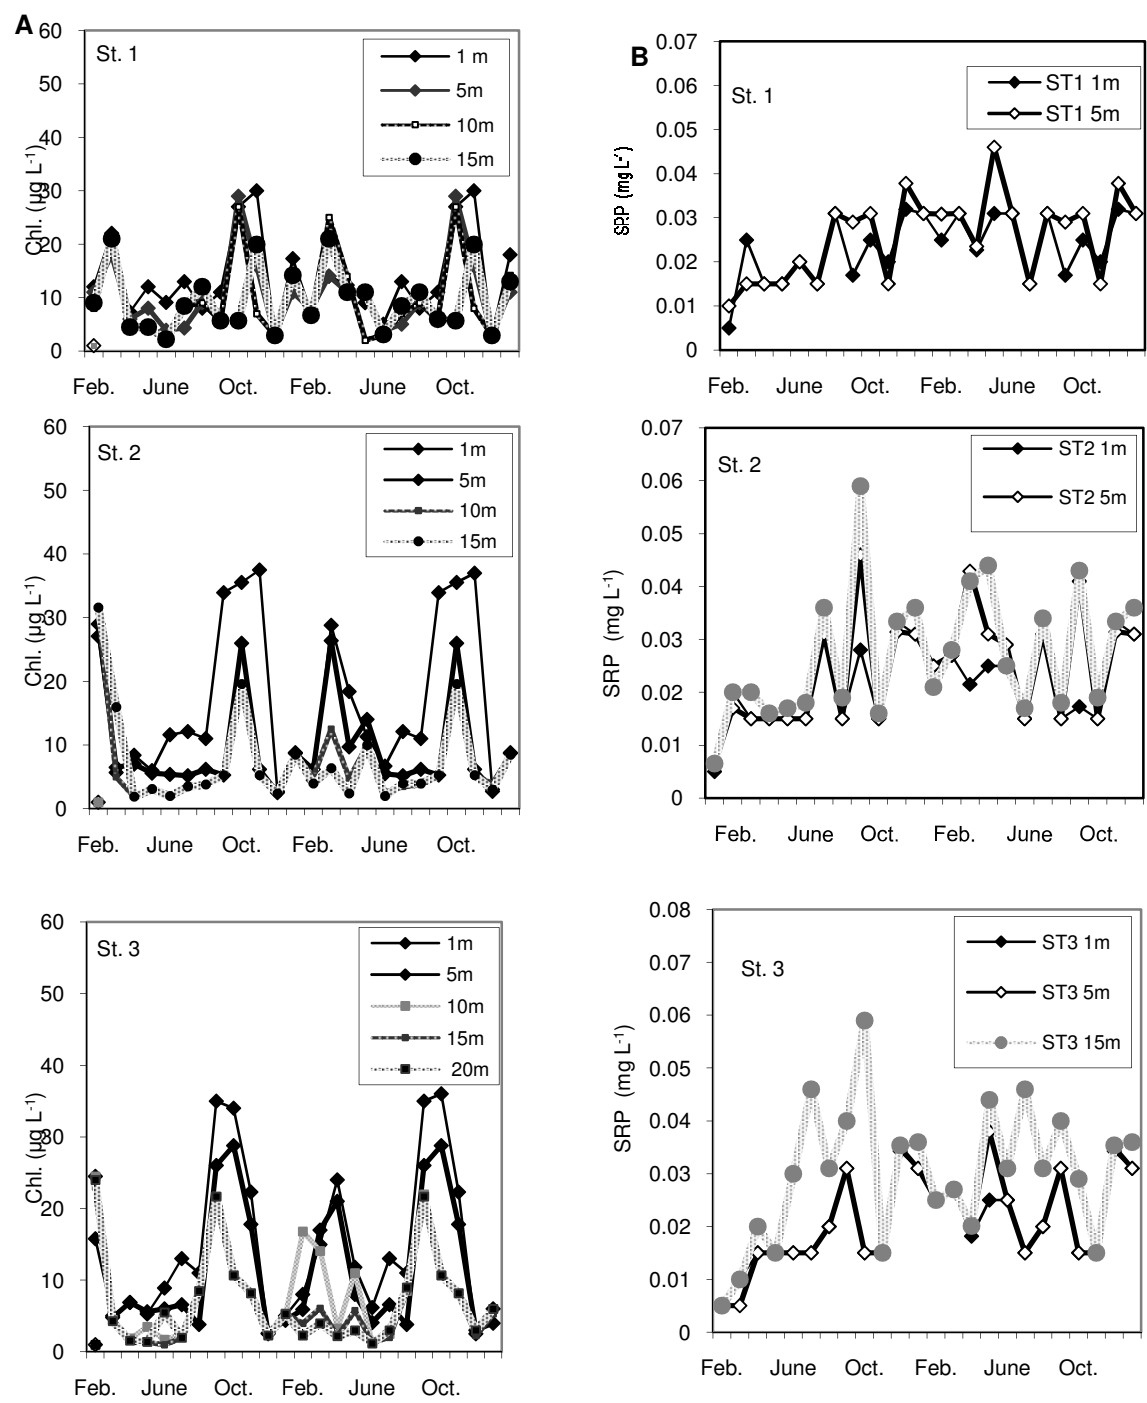 A
60
50
40
30
20
10
0
Chl. (µg L-1)
St. 1
1 m
5m
10m
15m
Feb. June Oct. Feb. June Oct.
B
0.07
0.06
0.05
0.04
0.03
0.02
0.01
0
SRP (mg L-1)
St. 1
ST1 1m
ST1 5m
Feb. June Oct. Feb. June Oct.
60
50
40
30
20
10
0
Chl. (µg L-1)
St. 2
1m
5m
10m
15m
Feb. June Oct. Feb. June Oct.
0.07
0.06
0.05
0.04
0.03
0.02
0.01
0
SRP (mg L-1)
St. 2
ST2 1m
ST2 5m
Feb. June Oct. Feb. June Oct.
60
50
40
30
20
10
0
Chl. (µg L-1)
St. 3
1m
5m
10m
15m
20m
Feb. June Oct. Feb. June Oct.
0.08
0.07
0.06
0.05
0.04
0.03
0.02
0.01
0
SRP (mg L-1)
St. 3
ST3 1m
ST3 5m
ST3 15m
Feb. June Oct. Feb. June Oct.